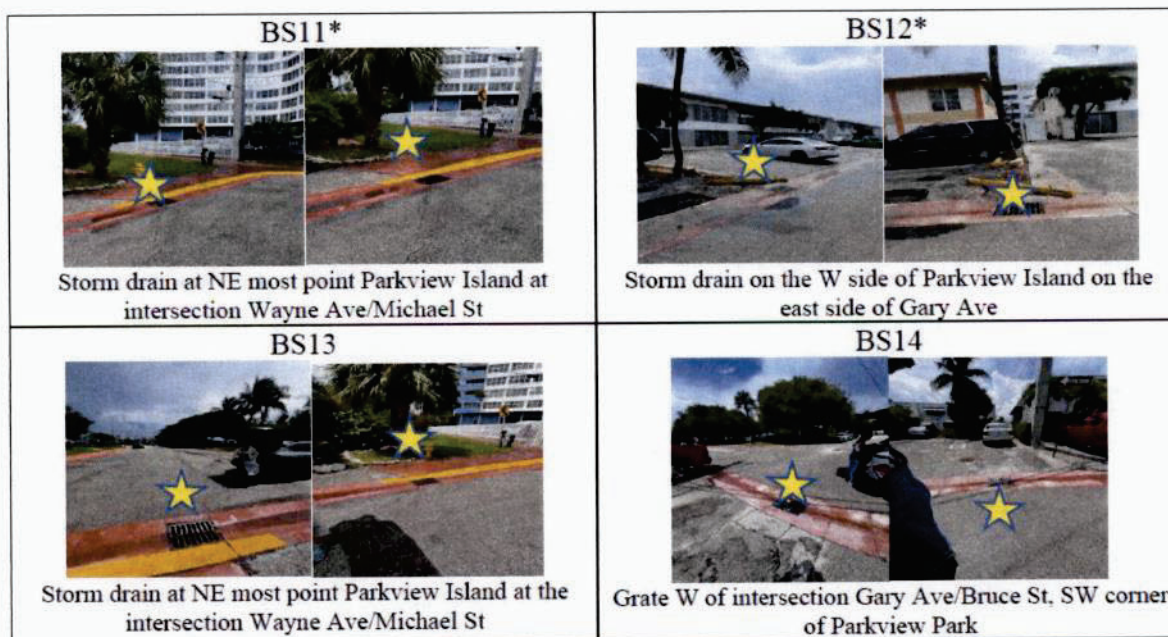 BS11*
Storm drain at NE most point Parkview Island at
intersection Wayne Ave/Michael St
BS12*
Storm drain on the W side of Parkview Island on the
east side of Gary Ave
BS13
Storm drain at NE most point Parkview Island at the
intersection Wayne Ave/Michael St
BS14
Grate W of intersection Gary Ave/Bruce St, SW corner
of Parkview Park